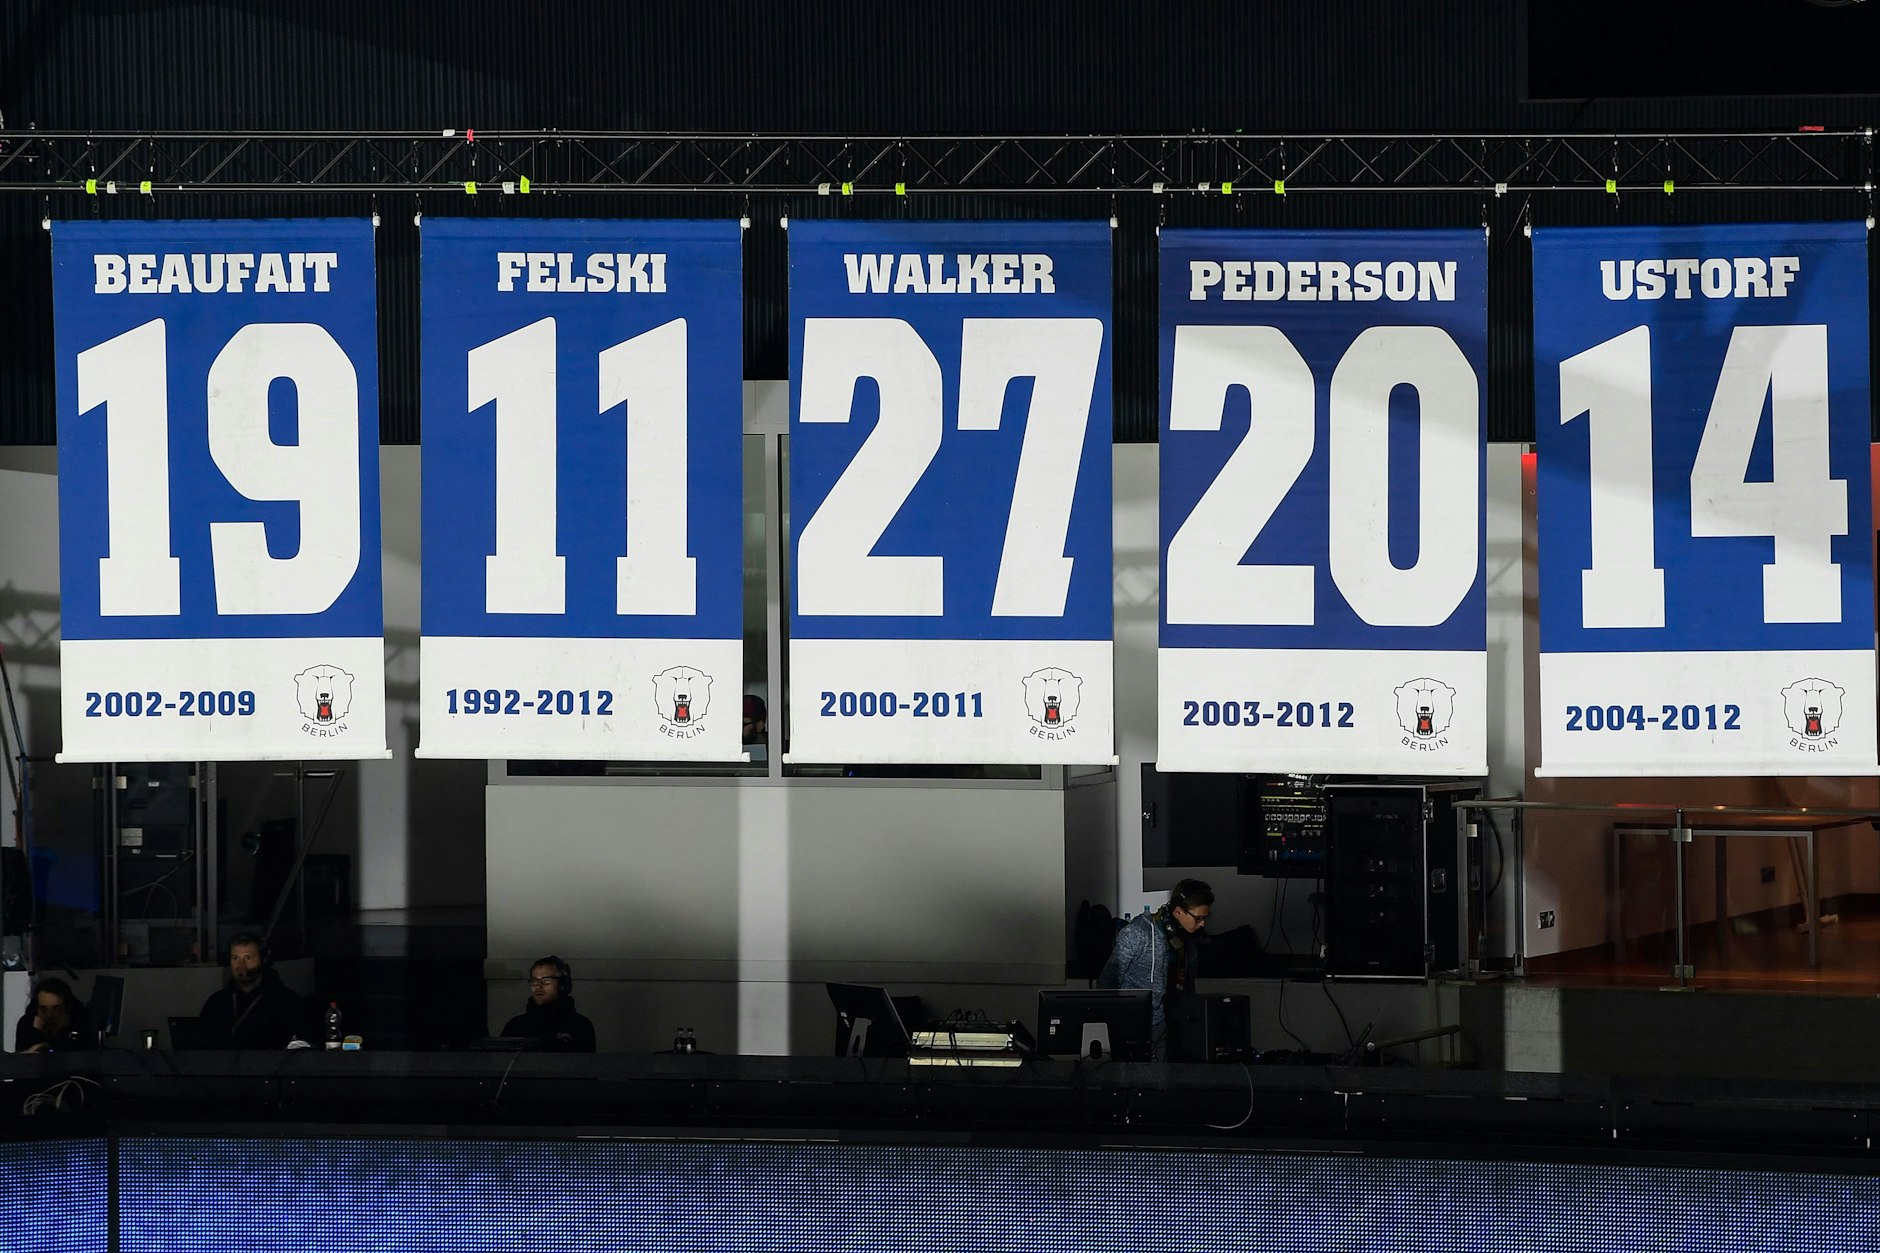 BEAUFAIT
19
2002-2009
BERLIN
FELSKI
11
1992-2012
BERLIN
WALKER
27
2000-2011
BERLIN
PEDERSON
20
2003-2012
BERLIN
USTORF
14
2004-2012
BERLIN